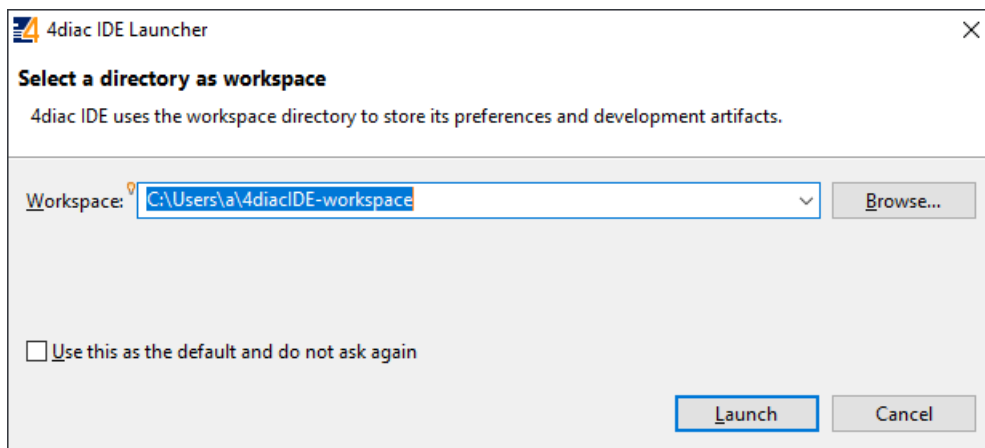 4diac IDE Launcher
Select a directory as workspace
4diac IDE uses the workspace directory to store its preferences and development artifacts.
Workspace: C:\Users\a\4diacIDE-workspace Browse...
Use this as the default and do not ask again
Launch Cancel